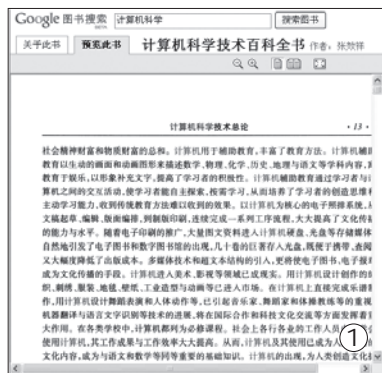 Google 图书搜索 计算机科学 搜索图书
关于此书 预览此书 计算机科学技术百科全书 作者: 张效祥
计算机科学技术总论 · 13 ·
社会精神财富和物质财富的总和。计算机用于辅助教育,丰富了教育方法。计算机辅
教育以生动的画面和动画图形来描述数学、物理、化学、历史、地理与语文等学科内容,
教育于娱乐,以形象补充文字,提高了学习者的积极性。计算机辅助教育通过学习者与
算机之间的交互活动,使学习者能自主探索,按需学习,从而培养了学习者的创造思维
主动学习能力,收到传统教育方法难以收到的效果。以计算机为核心的电子照排系统,
文稿起草、编辑、版面编排,到制版印刷,连续完成一系列工序流程,大大提高了文化传
的能力与水平。随着电子印刷的推广,大量图文资料进入计算机硬盘、光盘等存储媒体
自然地引发了电子图书和数字图书馆的出现,几十卷的巨著存入光盘,既便于携带、查阅
又大幅度降低了出版成本。多媒体技术和超文本结构的引入,更将使电子图书、电子报
成为文化传播的手段。计算机进入美术、影视等领域已成现实。用计算机设计创作的
织、刺绣、服装、地毯、壁纸、工业造型与动画等已进入市场。在计算机上直接完成乐谱
作,用计算机设计舞蹈表演和人体动作等,已引起音乐家、舞蹈家和体操教练等的重视
机器翻译与语言文字识别等技术的进展,将在国际合作和科技文化交流等方面发挥着
大作用。在各类学校中,计算机都列为必修课程。社会上各行各业的工作人员
使用计算机,其工作成果与工作效率大大提高。从而,计算机及其使用已成为人
文化内容,成为与语文和数学等同等重要的基础知识。计算机的出现,为人类创造文化
①